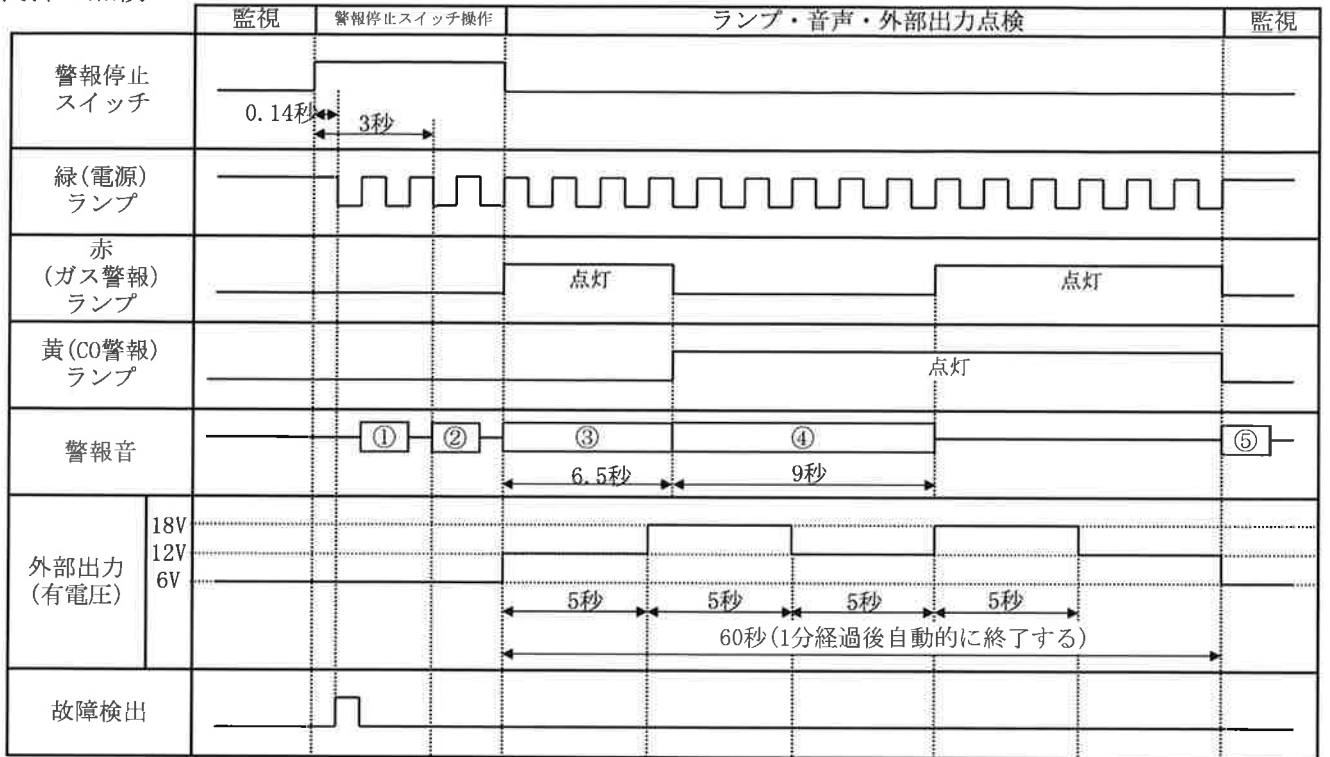 監視 警報停止スイッチ操作 ランプ・音声・外部出力点検 監視
警報停止
スイッチ
0.14秒
3秒
緑(電源)
ランプ
赤
(ガス警報)
ランプ
点灯 点灯
黄(CO警報)
ランプ
点灯
警報音
① ② ③ ④ ⑤
6.5秒 9秒
外部出力
(有電圧)
18V
12V
6V
5秒 5秒 5秒 5秒
60秒(1分経過後自動的に終了する)
故障検出